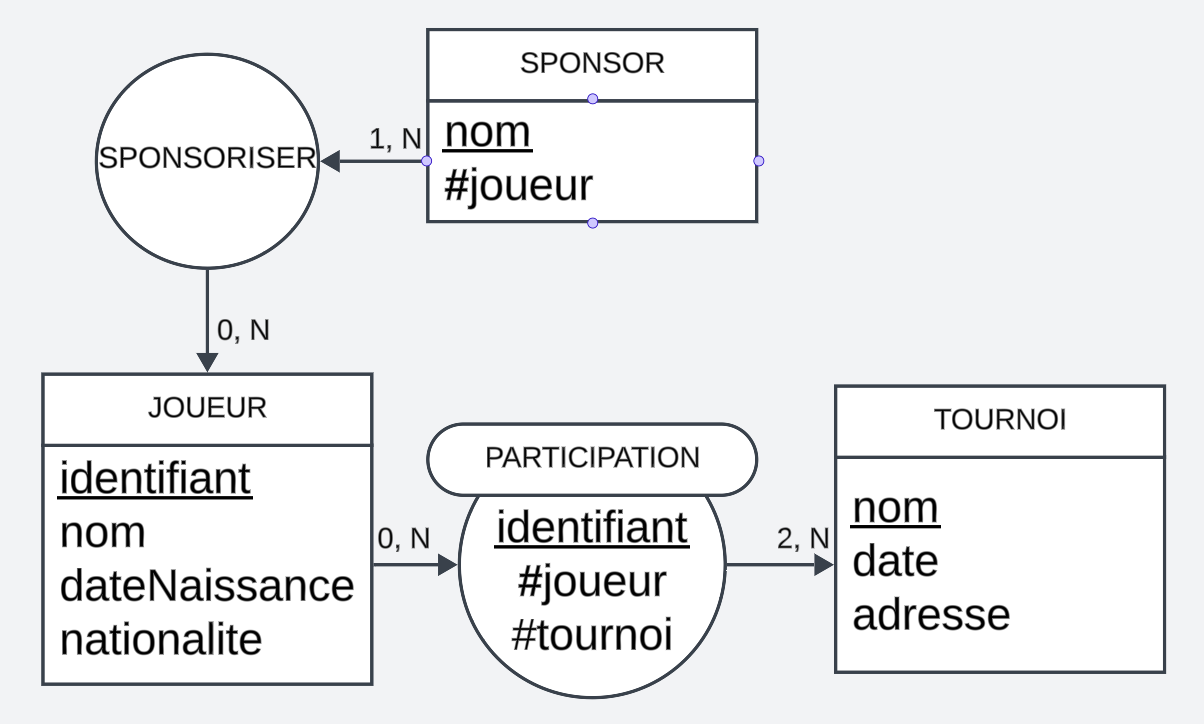 SPONSOR
nom
#joueur
1, N
SPONSORISER
0, N
JOUEUR
identifiant
nom
dateNaissance
nationalite
0, N
PARTICIPATION
identifiant
#joueur
#tournoi
2, N
TOURNOI
nom
date
adresse